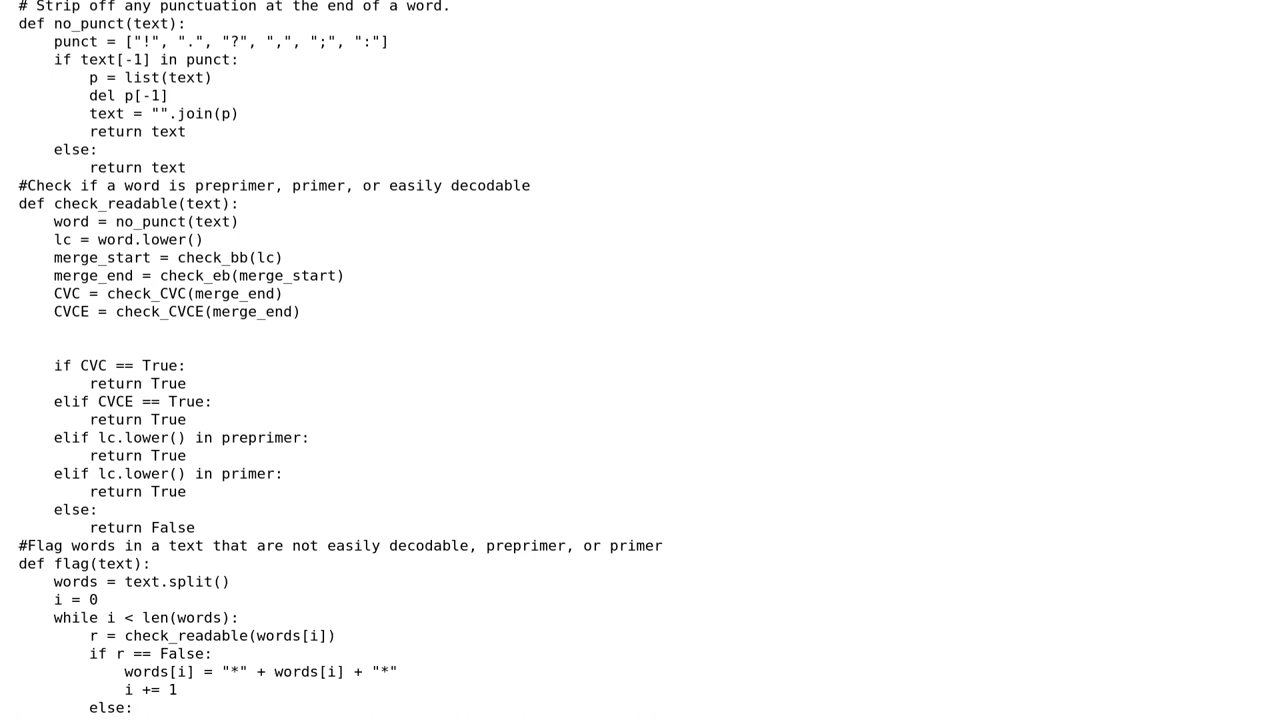 # Strip off any punctuation at the end of a word.
def no_punct(text):
    punct = ["!", ".", "?", ",", ";", ":"]
    if text[-1] in punct:
        p = list(text)
        del p[-1]
        text = "".join(p)
        return text
    else:
        return text
#Check if a word is preprimer, primer, or easily decodable
def check_readable(text):
    word = no_punct(text)
    lc = word.lower()
    merge_start = check_bb(lc)
    merge_end = check_eb(merge_start)
    CVC = check_CVC(merge_end)
    CVCE = check_CVCE(merge_end)
    if CVC == True:
        return True
    elif CVCE == True:
        return True
    elif lc.lower() in preprimer:
        return True
    elif lc.lower() in primer:
        return True
    else:
        return False
#Flag words in a text that are not easily decodable, preprimer, or primer
def flag(text):
    words = text.split()
    i = 0
    while i < len(words):
        r = check_readable(words[i])
        if r == False:
            words[i] = "*" + words[i] + "*"
            i += 1
        else: